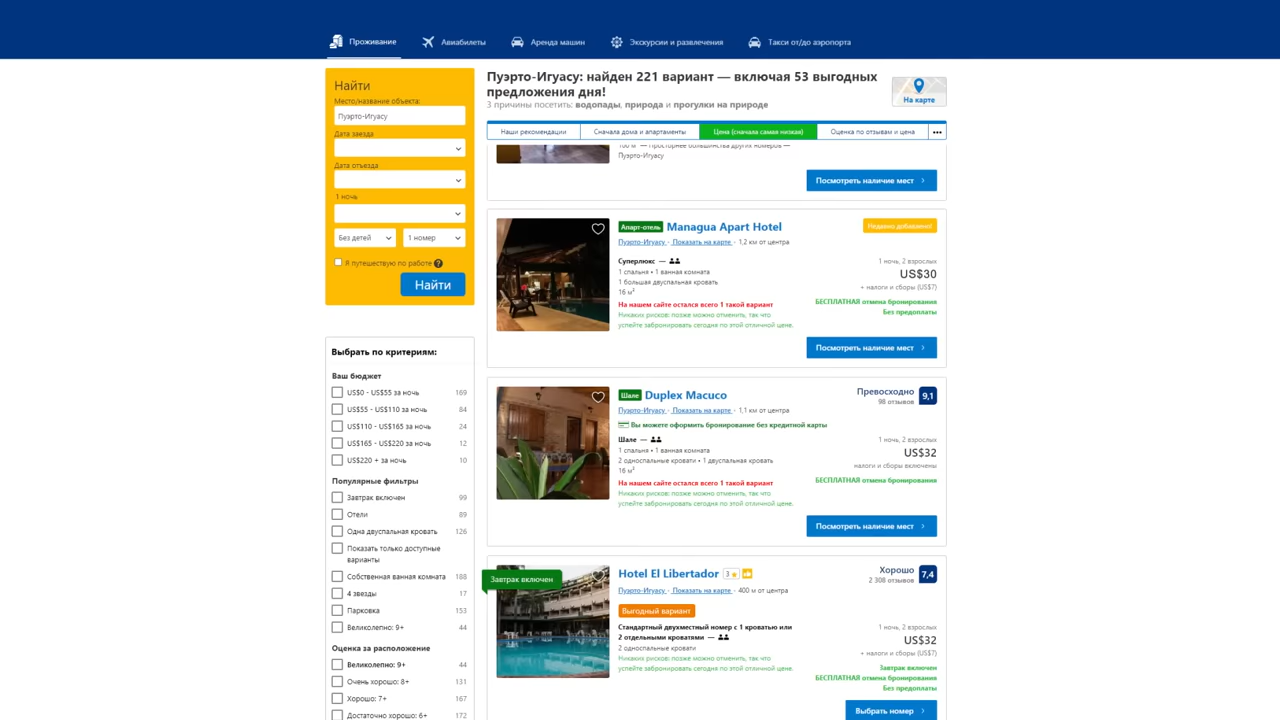 Проживание
Авиабилеты
Аренда машин
Экскурсии и развлечения
Такси от/до аэропорта
Найти
Место/название объекта:
Пуэрто-Игуасу
Дата заезда
Дата отъезда
1 ночь
Без детей
1 номер
Я путешествую по работе
Найти
Выбрать по критериям:
Ваш бюджет
US$0 - US$55 за ночь 169
US$55 - US$110 за ночь 84
US$110 - US$165 за ночь 24
US$165 - US$220 за ночь 12
US$220 + за ночь 10
Популярные фильтры
Завтрак включен 99
Отели 89
Одна двуспальная кровать 126
Показать только доступные
варианты
Собственная ванная комната 188
4 звезды 17
Парковка 153
Великолепно: 9+ 44
Оценка за расположение
Великолепно: 9+ 44
Очень хорошо: 8+ 131
Хорошо: 7+ 167
Достаточно хорошо: 6+ 172
Пуэрто-Игуасу: найден 221 вариант — включая 53 выгодных
предложения дня!
3 причины посетить: водопады, природа и прогулки на природе
На карте
Наши рекомендации
Сначала дома и апартаменты
Цена (сначала самая низкая)
Оценка по отзывам и цена
•••
100 м² — Просторнее большинства других номеров —
Пуэрто-Игуасу
Посмотреть наличие мест
Апарт-отель Managua Apart Hotel
Недавно добавлен!
Пуэрто-Игуасу - Показать на карте - 1,2 км от центра
Суперлюкс —
1 спальня • 1 ванная комната
1 большая двуспальная кровать
16 м²
На нашем сайте остался всего 1 такой вариант
Никаких рисков: позже можно отменить, так что
успейте забронировать сегодня по этой отличной цене.
1 ночь, 2 взрослых
US$30
+ налоги и сборы (US$7)
БЕСПЛАТНАЯ отмена бронирования
Без предоплаты
Посмотреть наличие мест
Шале Duplex Macuco
Превосходно
98 отзывов
9,1
Пуэрто-Игуасу - Показать на карте - 1,1 км от центра
Вы можете оформить бронирование без кредитной карты
Шале —
1 спальня • 1 ванная комната
2 односпальные кровати • 1 двуспальная кровать
16 м²
На нашем сайте остался всего 1 такой вариант
Никаких рисков: позже можно отменить, так что
успейте забронировать сегодня по этой отличной цене.
1 ночь, 2 взрослых
US$32
налоги и сборы включены
БЕСПЛАТНАЯ отмена бронирования
Посмотреть наличие мест
Завтрак включен
Hotel El Libertador 3
Хорошо
2 308 отзывов
7,4
Пуэрто-Игуасу - Показать на карте - 400 м от центра
Выгодный вариант
Стандартный двухместный номер с 1 кроватью или
2 отдельными кроватями —
2 односпальные кровати
Никаких рисков: позже можно отменить, так что
успейте забронировать сегодня по этой отличной цене.
1 ночь, 2 взрослых
US$32
+ налоги и сборы (US$7)
Завтрак включен
БЕСПЛАТНАЯ отмена бронирования
Без предоплаты
Выбрать номер